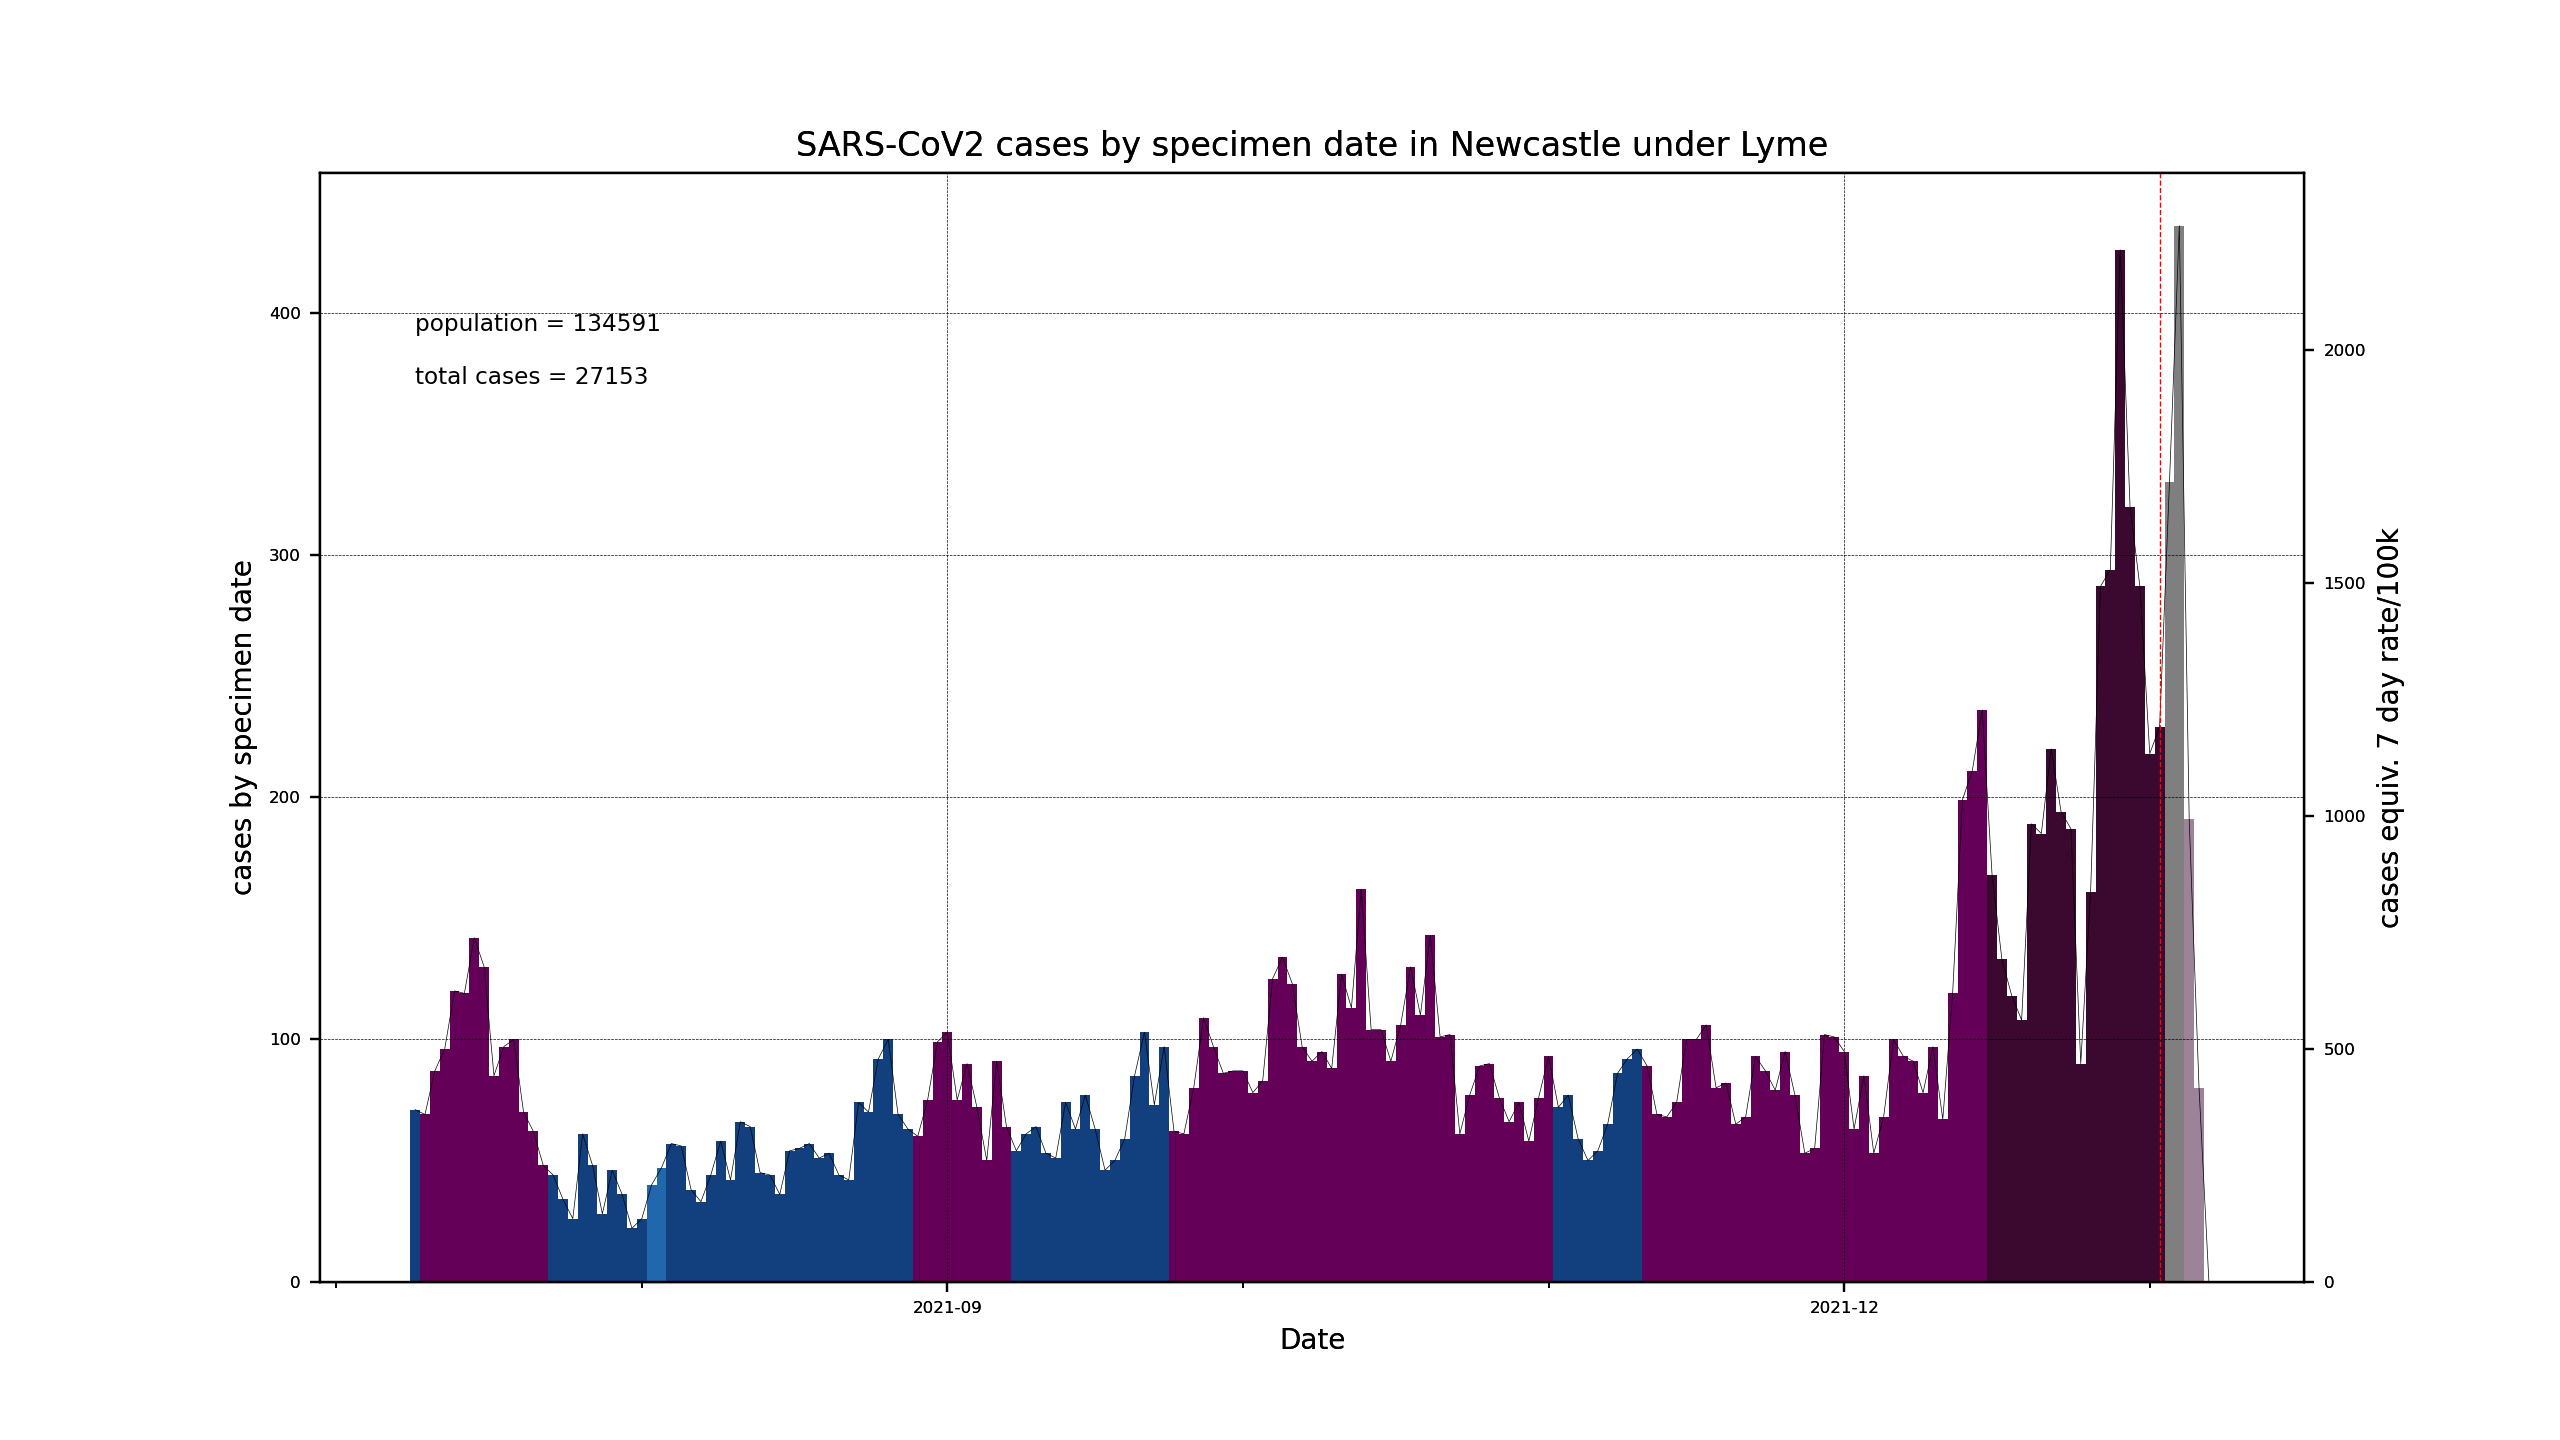 SARS-CoV2 cases by specimen date in Newcastle under Lyme
population = 134591
total cases = 27153
cases by specimen date
400
300
200
100
0
2000
1500
1000
500
0
cases equiv. 7 day rate/100k
2021-09
2021-12
Date